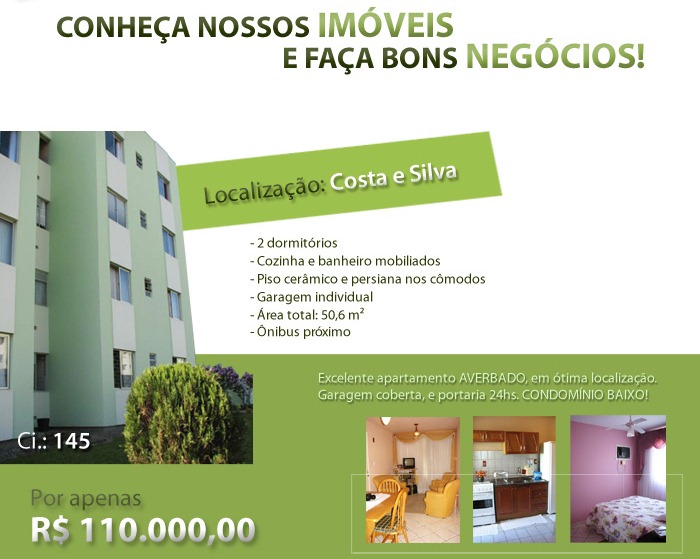 CONHEÇA NOSSOS IMÓVEIS
E FAÇA BONS NEGÓCIOS!
Localização: Costa e Silva
- 2 dormitórios
- Cozinha e banheiro mobiliados
- Piso cerâmico e persiana nos cômodos
- Garagem individual
- Área total: 50,6 m²
- Ônibus próximo
Excelente apartamento AVERBADO, em ótima localização.
Garagem coberta, e portaria 24hs. CONDOMÍNIO BAIXO!
Ci.: 145
Por apenas
R$ 110.000,00